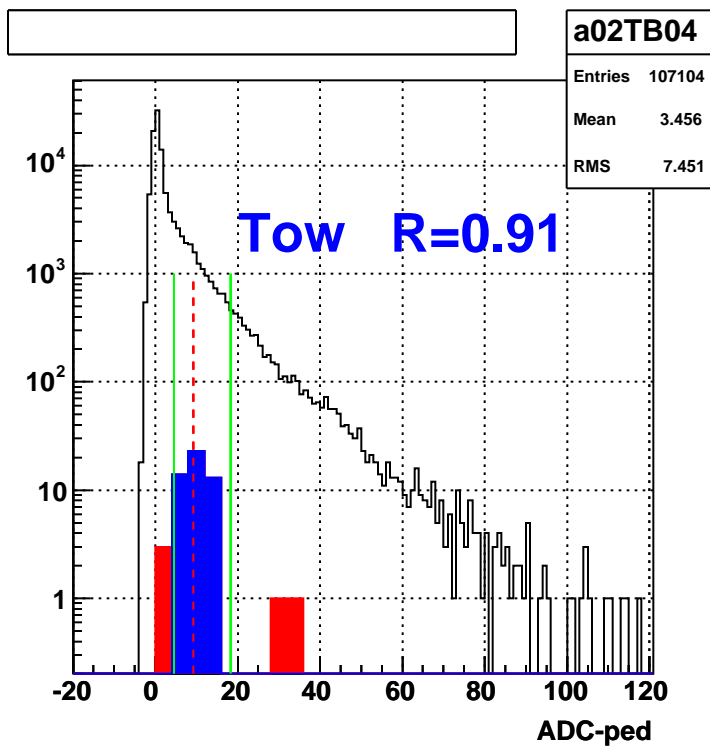 a02TB04
Entries 107104
Mean 3.456
RMS 7.451
Tow R=0.91
10^4
10^3
10^2
10
1
-20 0 20 40 60 80 100 120
ADC-ped